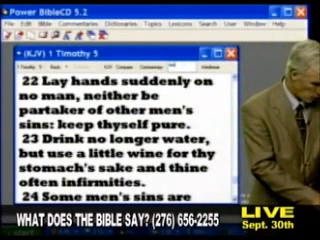 Power BibleCD 5.2
File Edit Bible Commentaries Dictionaries Topics Lexicons Search User Window Help
(KJV) 1 Timothy 5
22 Lay hands suddenly on
no man, neither be
partaker of other men's
sins: keep thyself pure.
23 Drink no longer water,
but use a little wine for thy
stomach's sake and thine
often infirmities.
24 Some men's sins are
WHAT DOES THE BIBLE SAY? (276) 656-2255
LIVE
Sept. 30th